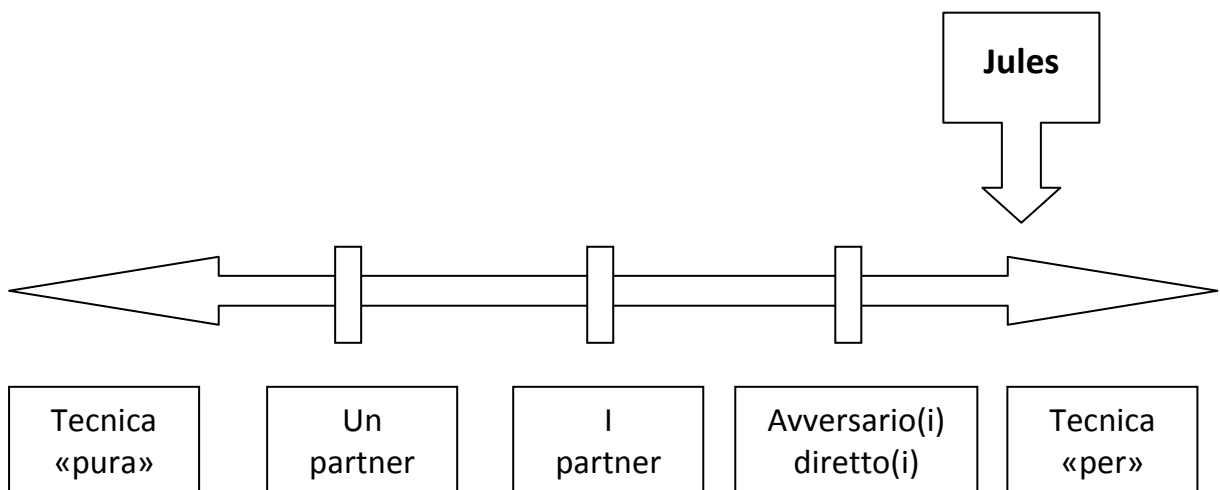 Jules
Tecnica
«pura»
Un
partner
I
partner
Avversario(i)
diretto(i)
Tecnica
«per»